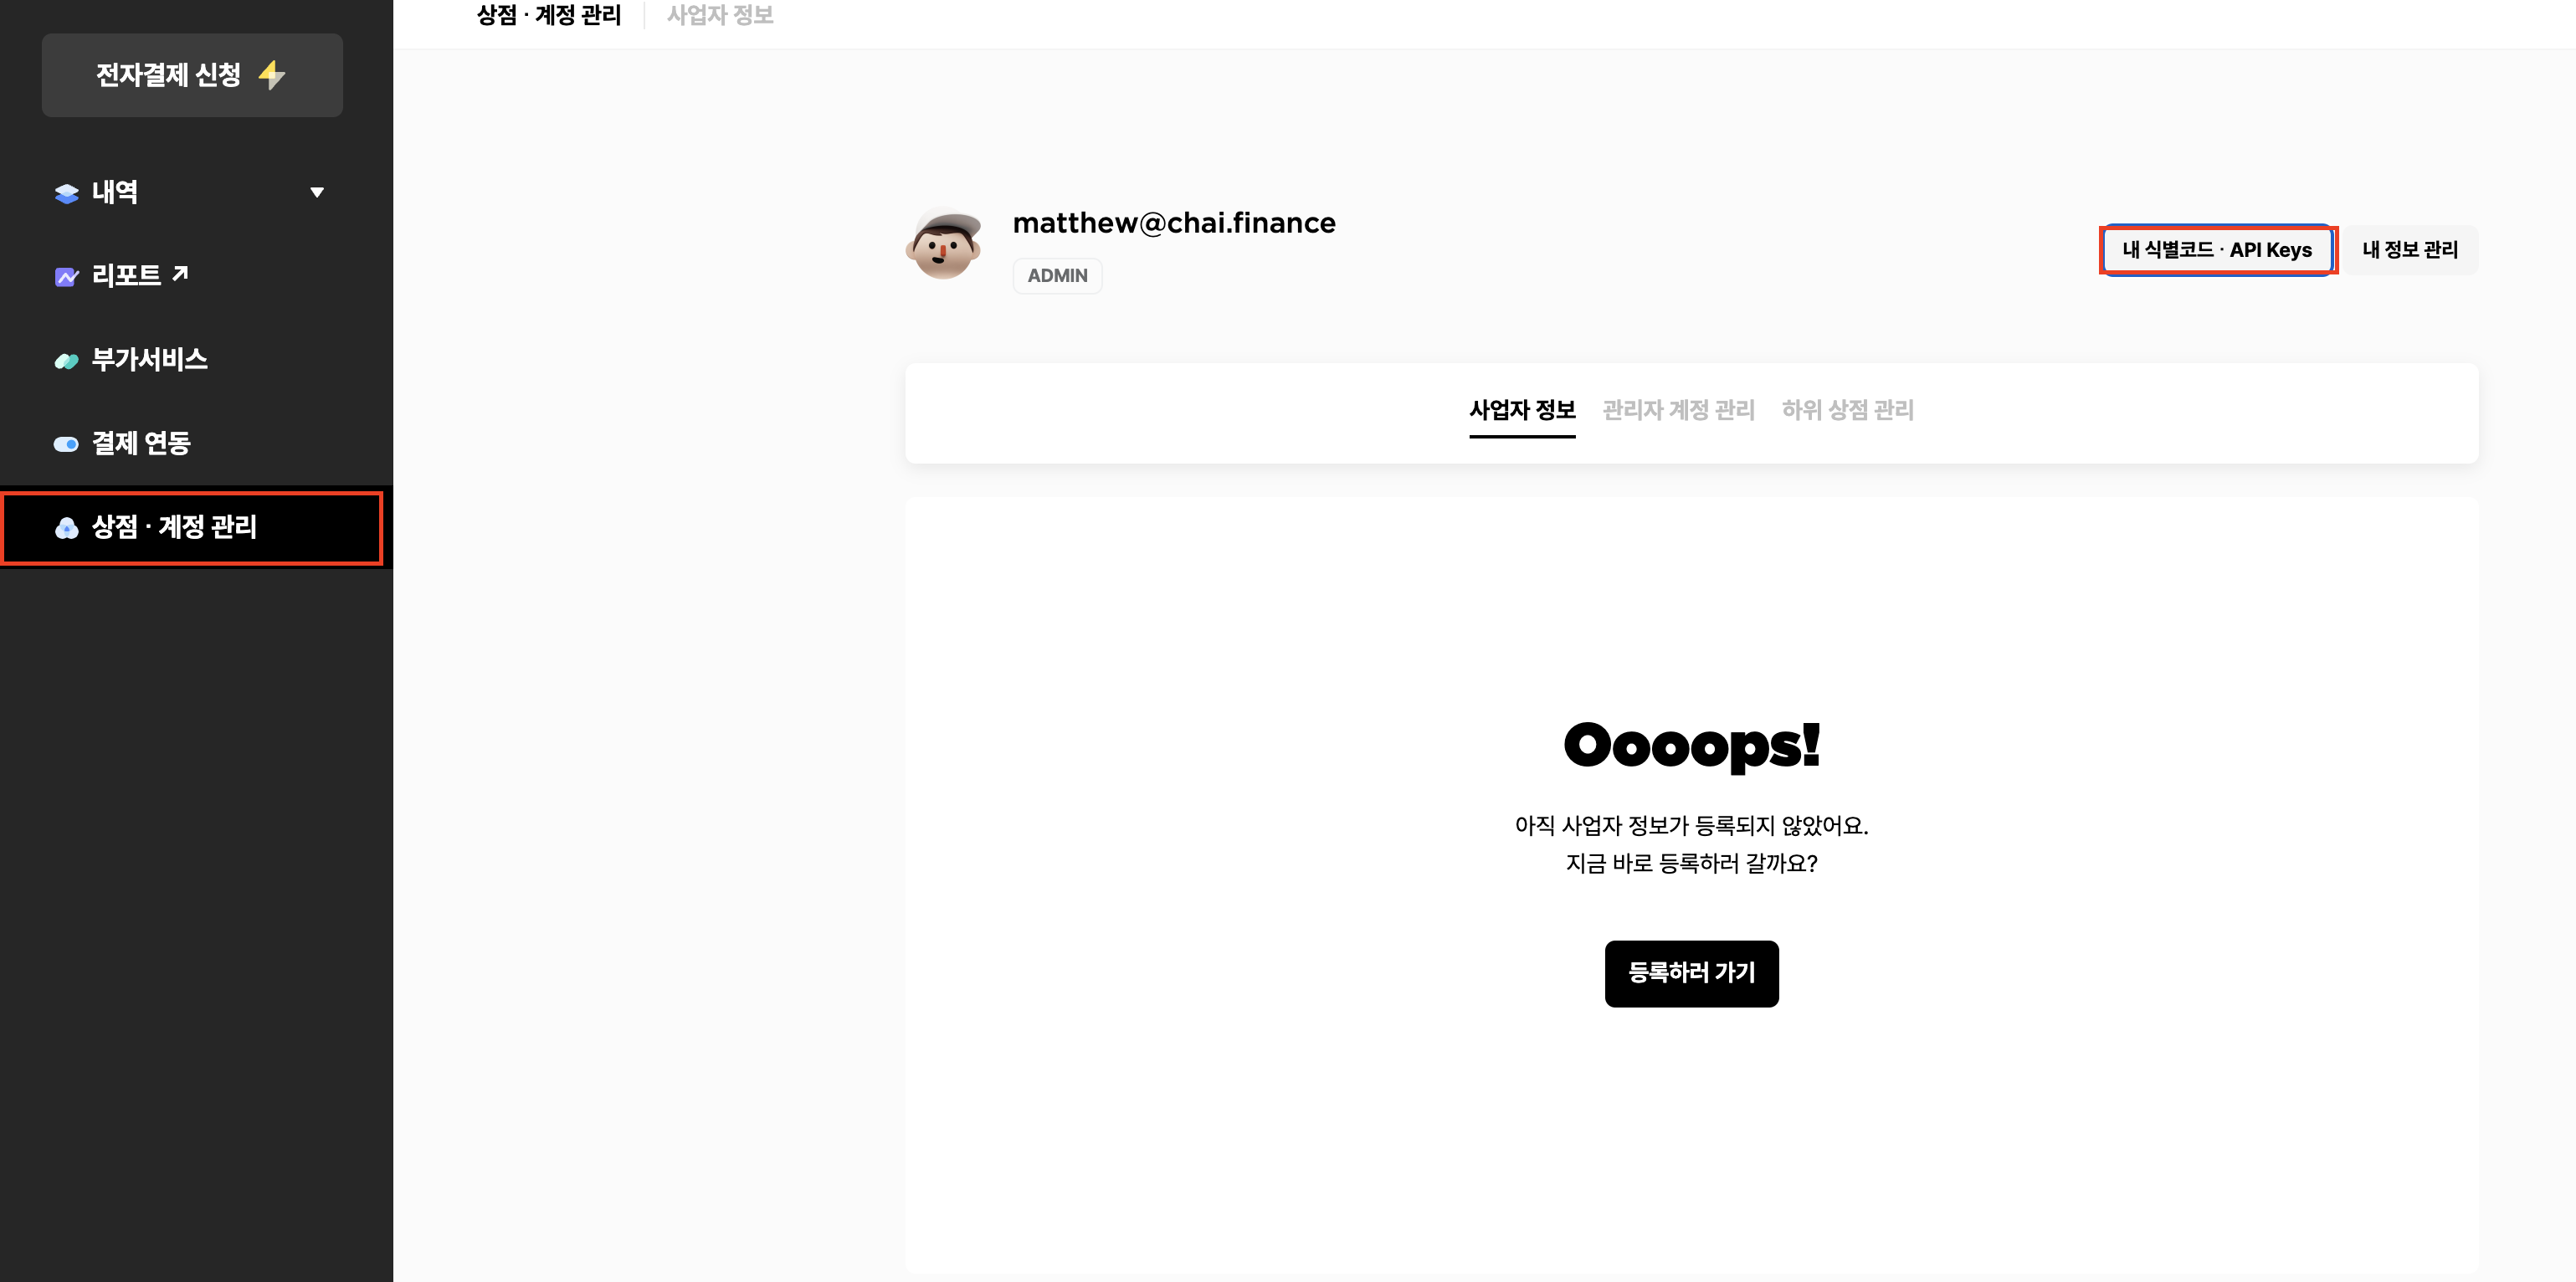 상점 · 계정 관리
사업자 정보
전자결제 신청
내역
리포트
부가서비스
결제 연동
상점 · 계정 관리
matthew@chai.finance
ADMIN
내 식별코드 · API Keys
내 정보 관리
사업자 정보
관리자 계정 관리
하위 상점 관리
Oooops!
아직 사업자 정보가 등록되지 않았어요.
지금 바로 등록하러 갈까요?
등록하러 가기